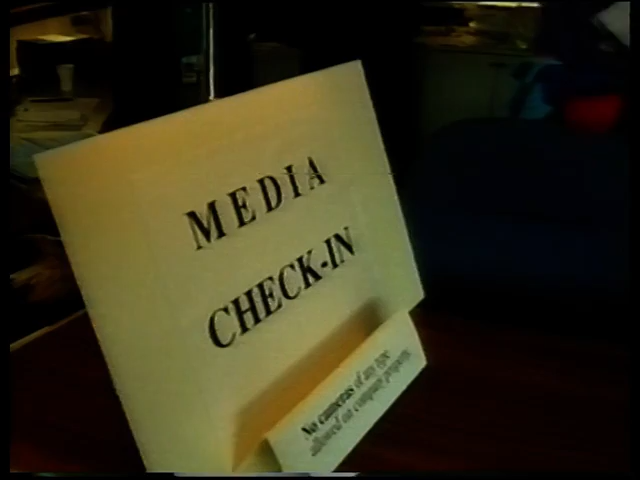 MEDIA
CHECK-IN
No cameras of any type
allowed on company property.